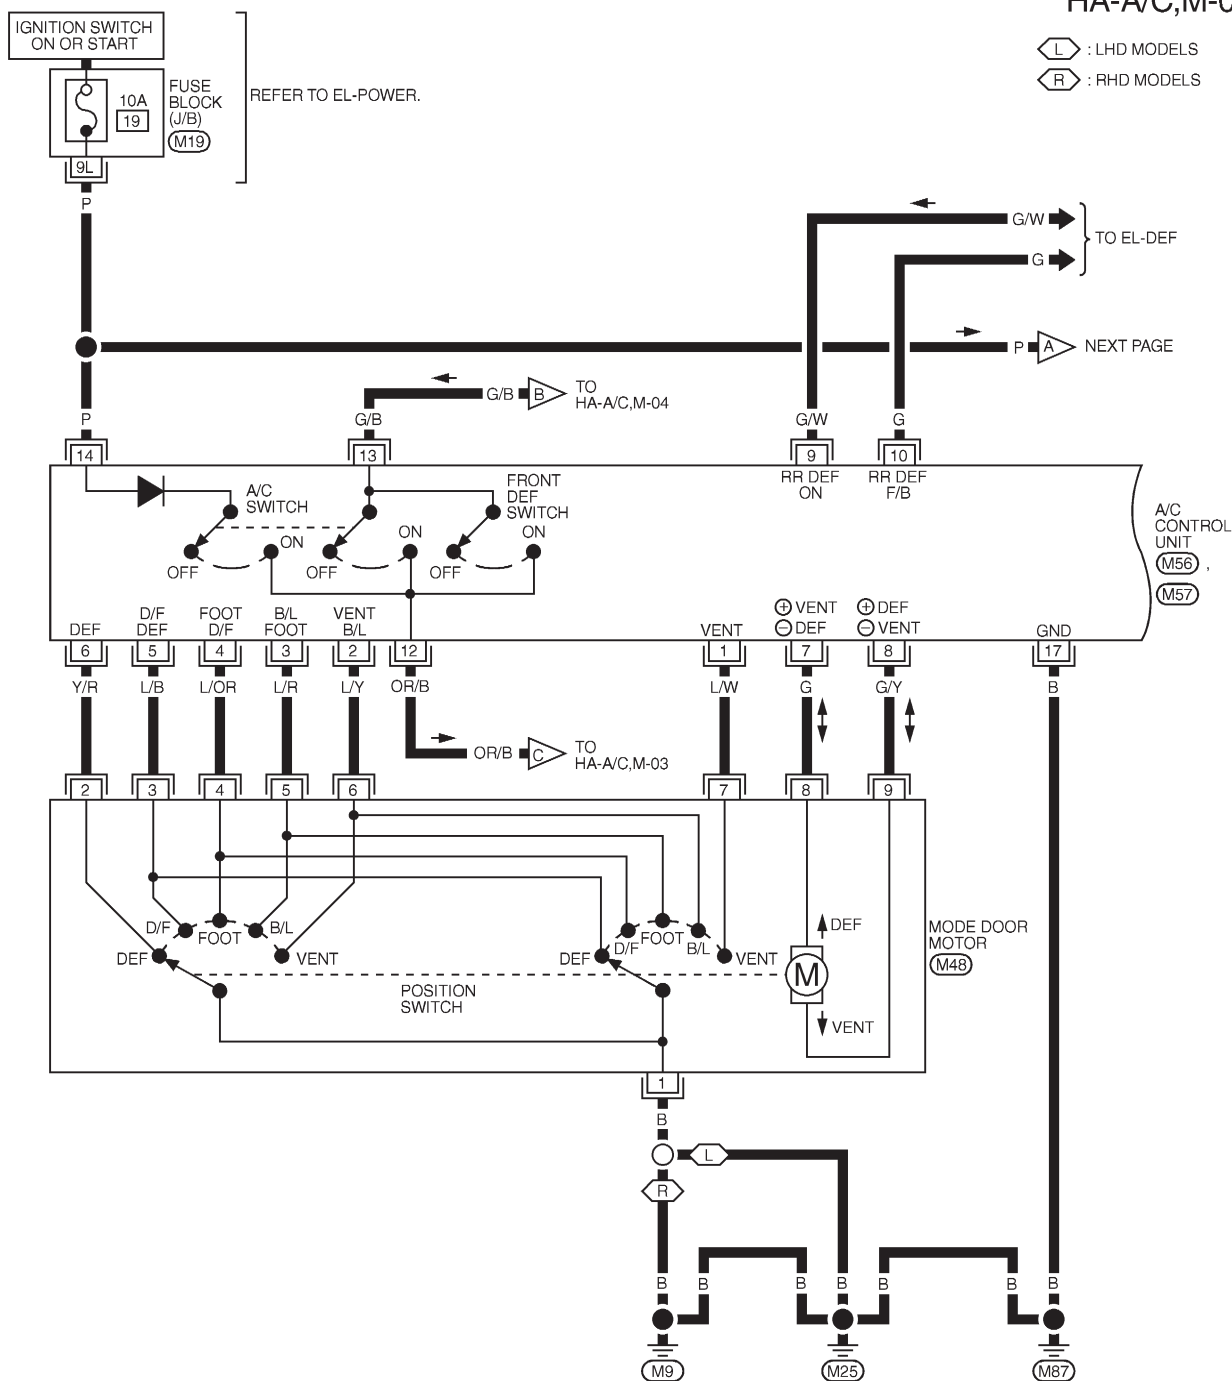 HA-A/C,M-0
L : LHD MODELS
R : RHD MODELS
IGNITION SWITCH
ON OR START
10A
19
FUSE
BLOCK
(J/B)
M19
REFER TO EL-POWER.
9L
P
G/W
TO EL-DEF
G
P A NEXT PAGE
G/B B TO
HA-A/C,M-04
P
G/B
G/W
G
14
13
9
10
RR DEF
ON
RR DEF
F/B
A/C
SWITCH
FRONT
DEF
SWITCH
OFF
ON
OFF
ON
OFF
ON
A/C
CONTROL
UNIT
M56 ,
M57
DEF
D/F
DEF
FOOT
D/F
B/L
FOOT
VENT
B/L
VENT
+ VENT
− DEF
+ DEF
− VENT
GND
6 5 4 3 2 12 1 7 8 17
Y/R L/B L/OR L/R L/Y OR/B L/W G G/Y B
OR/B C TO
HA-A/C,M-03
2 3 4 5 6 7 8 9
D/F
FOOT
B/L
DEF
VENT
D/F
FOOT
B/L
DEF
VENT
POSITION
SWITCH
DEF
M
VENT
MODE DOOR
MOTOR
M48
1
B
L
R
B B B B B B B
M9 M25 M87